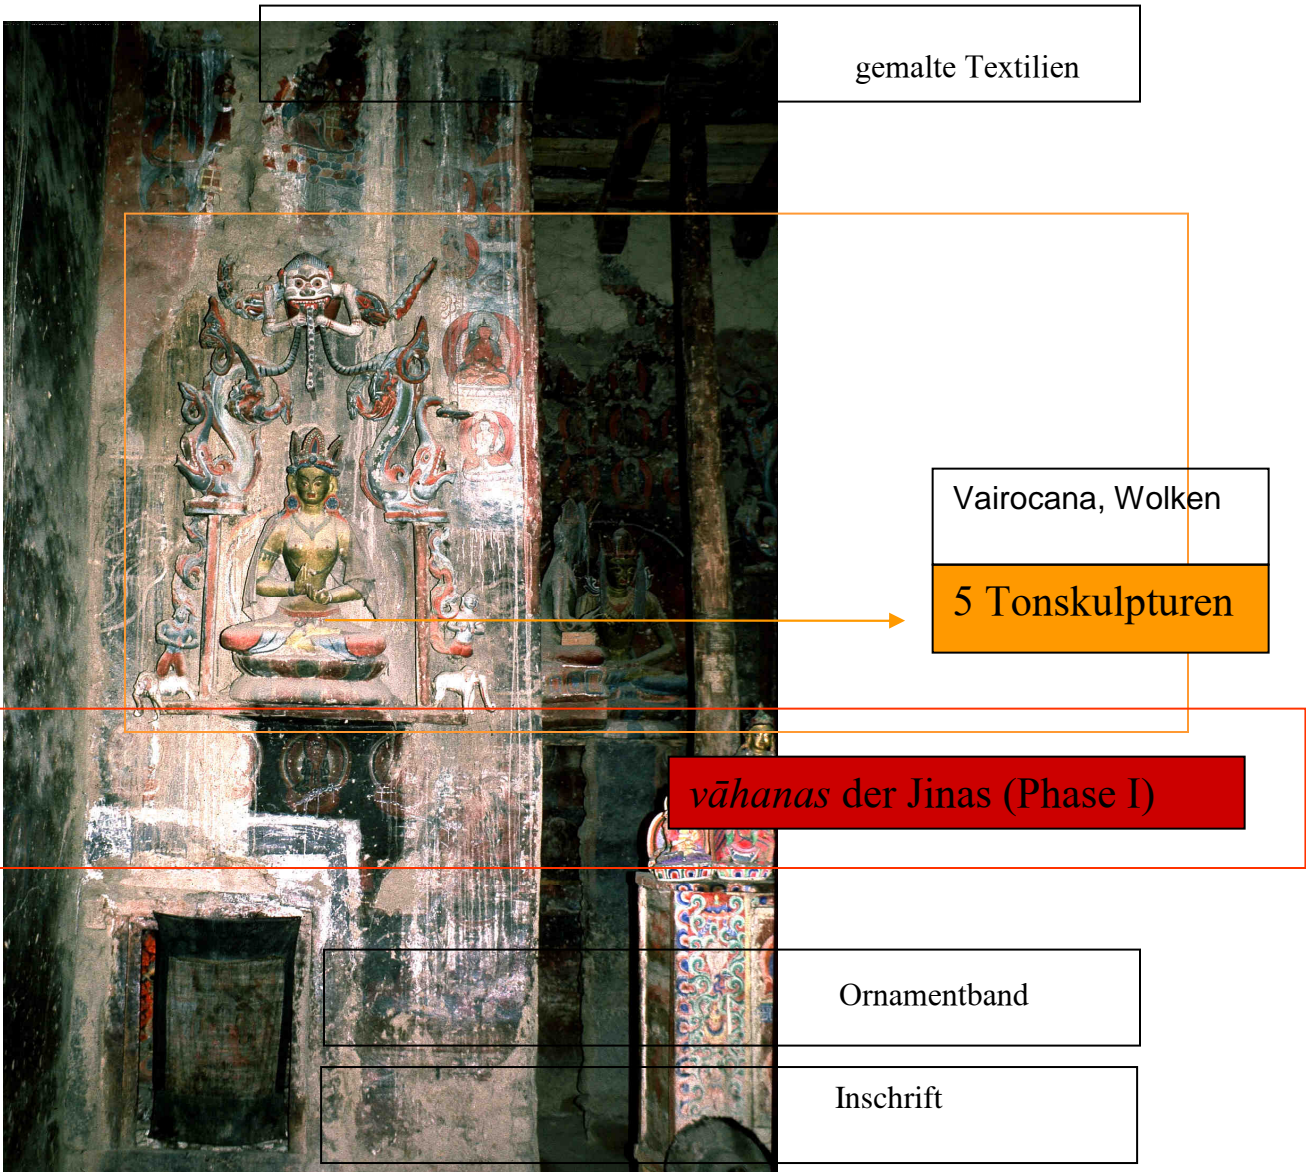 gemalte Textilien
Vairocana, Wolken
5 Tonskulpturen
vāhanas der Jinas (Phase I)
Ornamentband
Inschrift